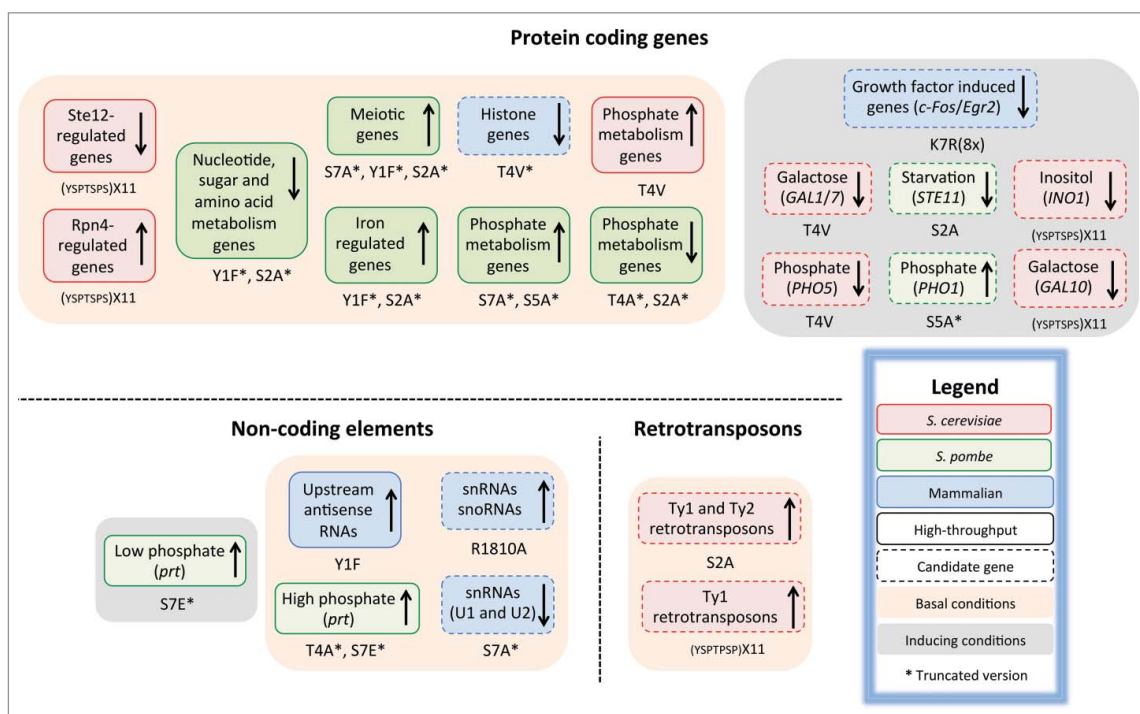 Protein coding genes
Ste12-
regulated
genes
(YSPTSPS)X11
Rpn4-
regulated
genes
(YSPTSPS)X11
Nucleotide,
sugar and
amino acid
metabolism
genes
Y1F*, S2A*
Meiotic
genes
S7A*, Y1F*, S2A*
Histone
genes
T4V*
Phosphate
metabolism
genes
T4V
Iron
regulated
genes
Y1F*, S2A*
Phosphate
metabolism
genes
S7A*, S5A*
Phosphate
metabolism
genes
T4A*, S2A*
Growth factor induced
genes (c-Fos/Egr2)
K7R(8x)
Galactose
(GAL1/7)
T4V
Starvation
(STE11)
S2A
Inositol
(INO1)
(YSPTSPS)X11
Phosphate
(PHO5)
T4V
Phosphate
(PHO1)
S5A*
Galactose
(GAL10)
(YSPTSPS)X11
Non-coding elements
Low phosphate
(prt)
S7E*
Upstream
antisense
RNAs
Y1F
snRNAs
snoRNAs
R1810A
High phosphate
(prt)
T4A*, S7E*
snRNAs
(U1 and U2)
S7A*
Retrotransposons
Ty1 and Ty2
retrotransposons
S2A
Ty1
retrotransposons
(YSPTPSP)X11
Legend
S. cerevisiae
S. pombe
Mammalian
High-throughput
Candidate gene
Basal conditions
Inducing conditions
* Truncated version